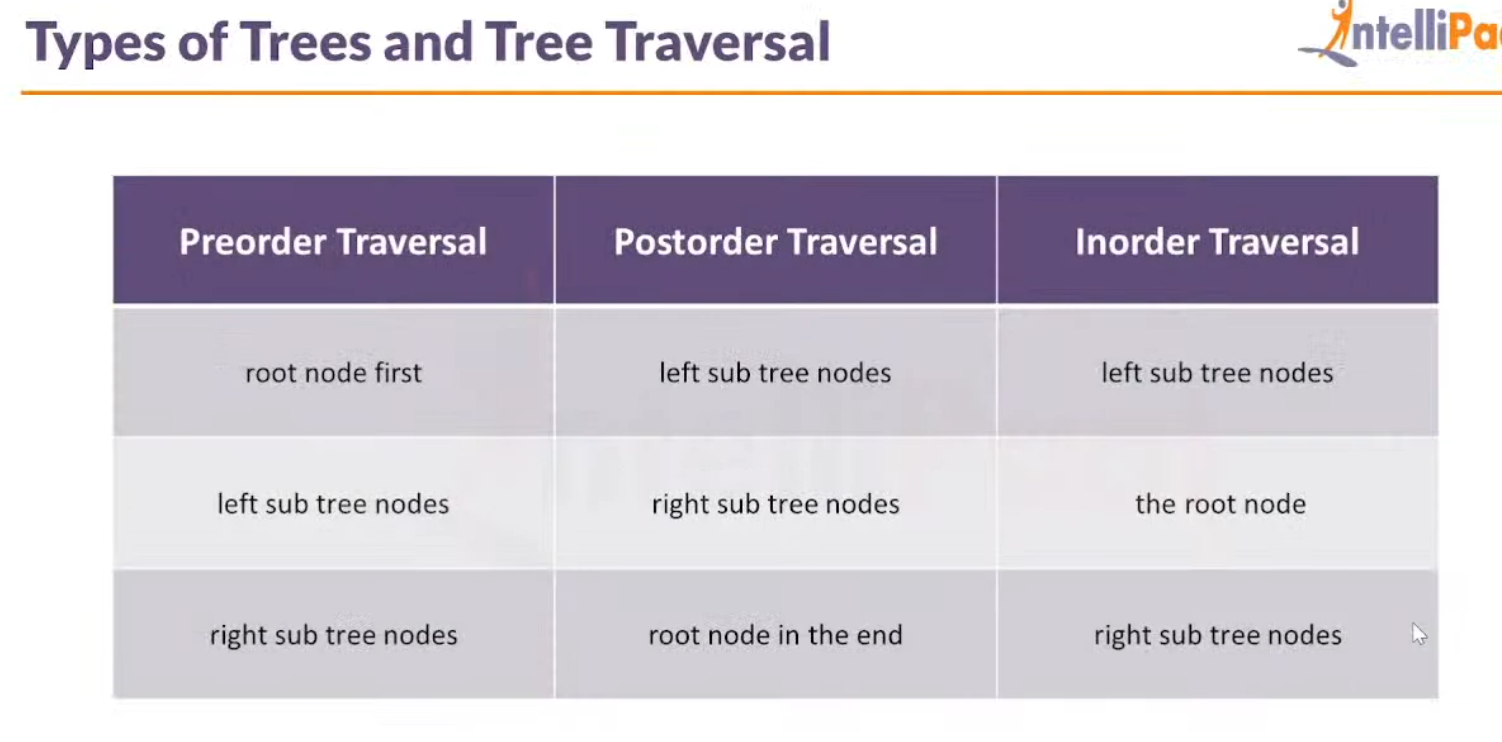 Types of Trees and Tree Traversal
IntelliPa
Preorder Traversal Postorder Traversal Inorder Traversal
root node first left sub tree nodes left sub tree nodes
left sub tree nodes right sub tree nodes the root node
right sub tree nodes root node in the end right sub tree nodes